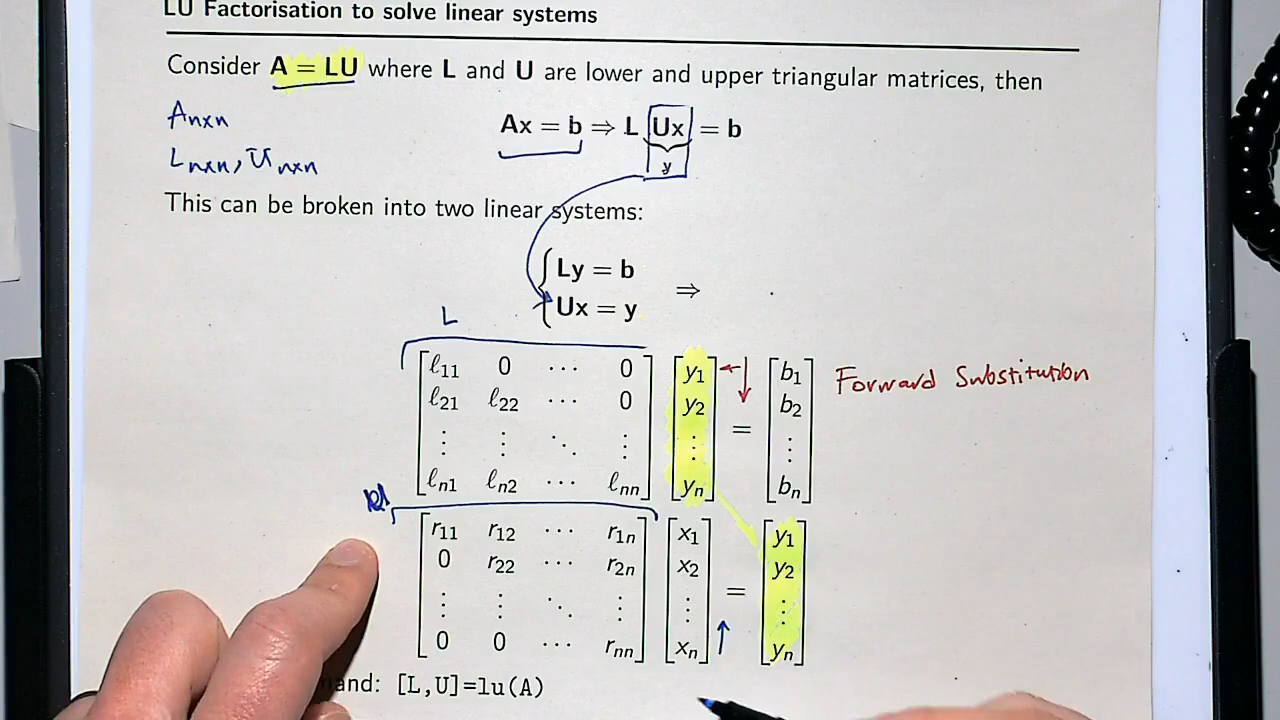 LU Factorisation to solve linear systems
Consider A = LU where L and U are lower and upper triangular matrices, then
Anxn
Ax = b ⇒ L Ux = b
y
Lnxn, Unxn
This can be broken into two linear systems:
Ly = b
Ux = y ⇒
L
ℓ11 0 ⋯ 0 y1 b1 Forward Substitution
ℓ21 ℓ22 ⋯ 0 y2 b2
⋮ ⋮ ⋱ ⋮ ⋮ = ⋮
ℓn1 ℓn2 ⋯ ℓnn yn bn
r11 r12 ⋯ r1n x1 y1
0 r22 ⋯ r2n x2 y2
⋮ ⋮ ⋱ ⋮ ⋮ = ⋮
0 0 ⋯ rnn xn yn
and: [L,U]=lu(A)